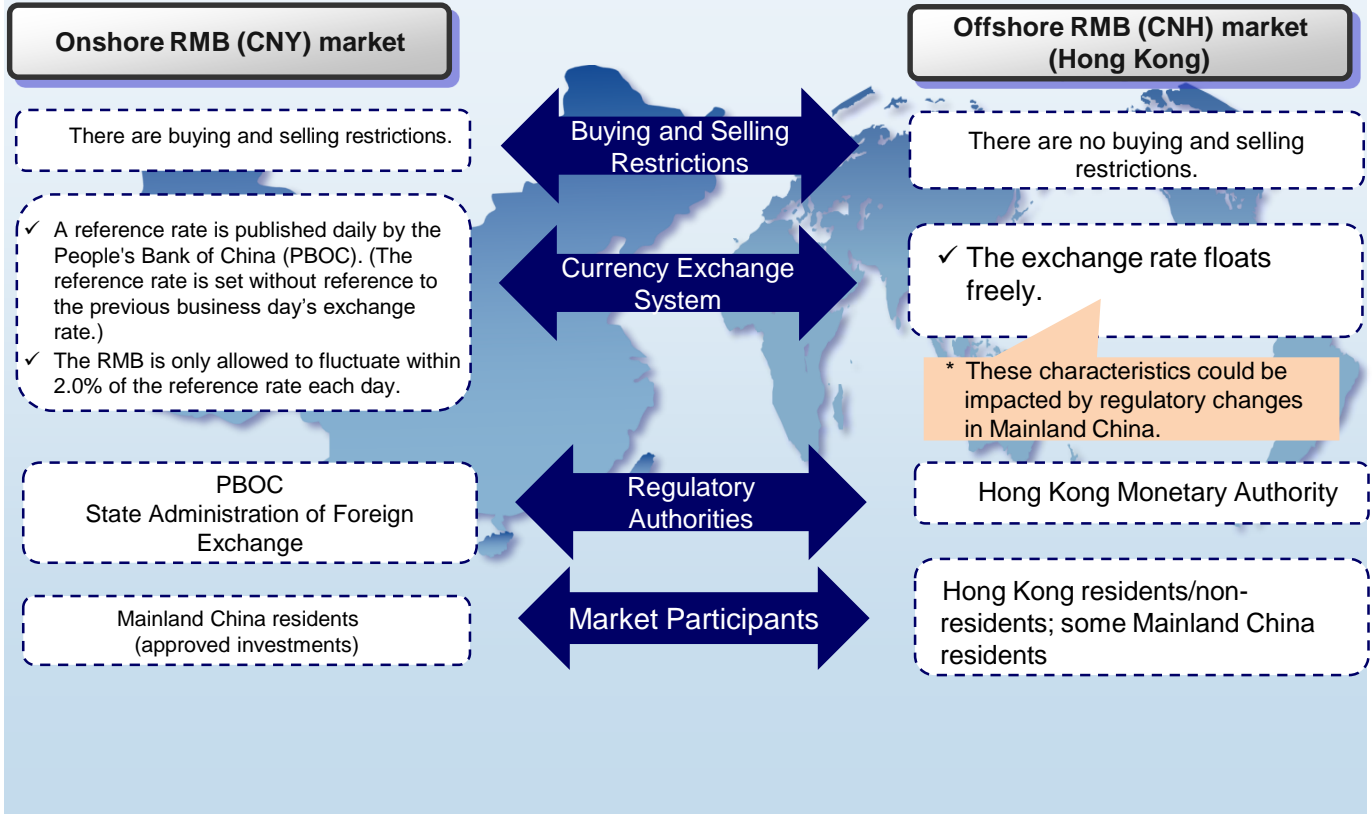 Onshore RMB (CNY) market
Offshore RMB (CNH) market
(Hong Kong)
There are buying and selling restrictions.
Buying and Selling
Restrictions
There are no buying and selling
restrictions.
✓ A reference rate is published daily by the
People's Bank of China (PBOC). (The
reference rate is set without reference to
the previous business day’s exchange
rate.)
✓ The RMB is only allowed to fluctuate within
2.0% of the reference rate each day.
Currency Exchange
System
✓ The exchange rate floats
freely.
* These characteristics could be
impacted by regulatory changes
in Mainland China.
PBOC
State Administration of Foreign
Exchange
Regulatory
Authorities
Hong Kong Monetary Authority
Mainland China residents
(approved investments)
Market Participants
Hong Kong residents/non-
residents; some Mainland China
residents